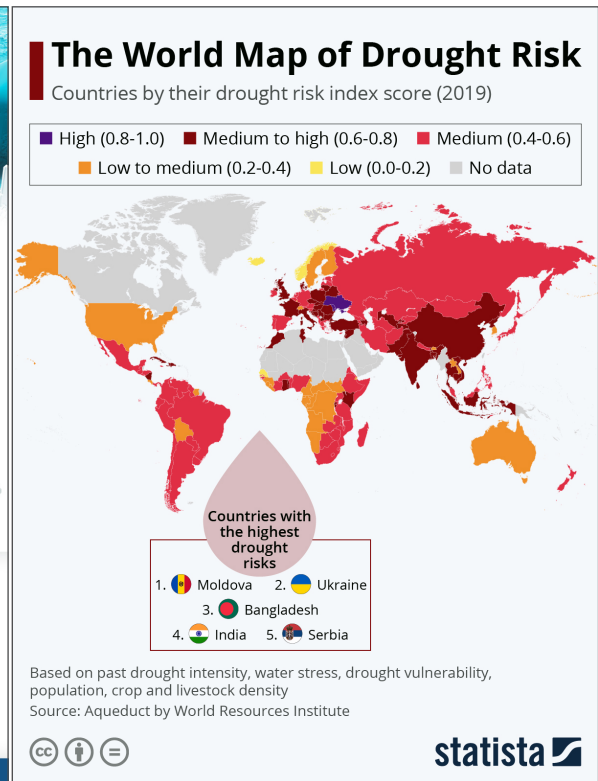 The World Map of Drought Risk
Countries by their drought risk index score (2019)
High (0.8-1.0) Medium to high (0.6-0.8) Medium (0.4-0.6)
Low to medium (0.2-0.4) Low (0.0-0.2) No data
Countries with
the highest
drought
risks
1. Moldova 2. Ukraine
3. Bangladesh
4. India 5. Serbia
Based on past drought intensity, water stress, drought vulnerability,
population, crop and livestock density
Source: Aqueduct by World Resources Institute
cc
statista